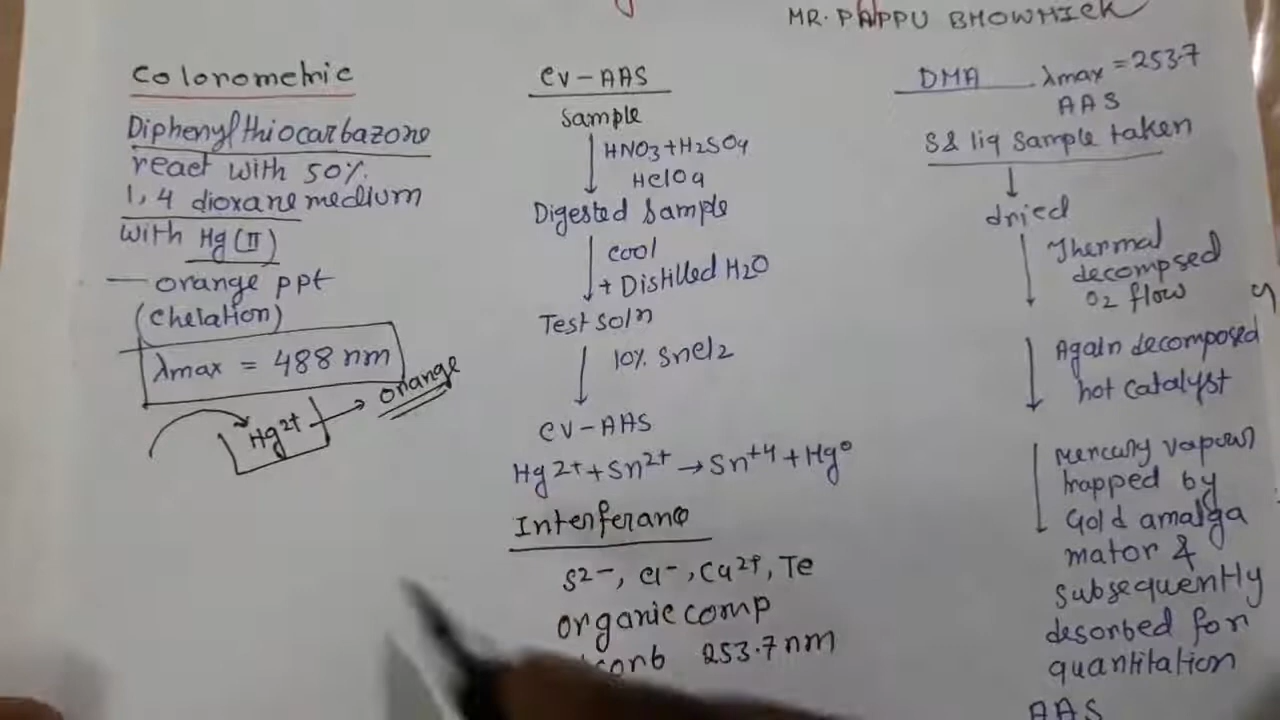 MR. PAPPU BHOWMICK
Colorometric
Diphenylthiocarbazone
react with 50%.
1, 4 dioxane medium
with Hg(II)
— orange ppt
(chelation)
λmax = 488 nm
Hg2+ → orange
CV-AAS
Sample
HNO3+H2SO4
HClO4
Digested Sample
cool
+ Distilled H2O
Test soln
10% SnCl2
CV-AAS
Hg2+ + Sn2+ → Sn+4 + Hg0
Interferanc
S2-, Cl-, Cu2+, Te
organic comp
253.7 nm
DMA λmax = 253.7
AAS
S& liq Sample taken
dried
Thermal
decompsed
O2 flow
Again decomposed
hot catalyst
Mercury vapour
trapped by
Gold amalga
mator &
subsequently
desorbed for
quantitation
AAS